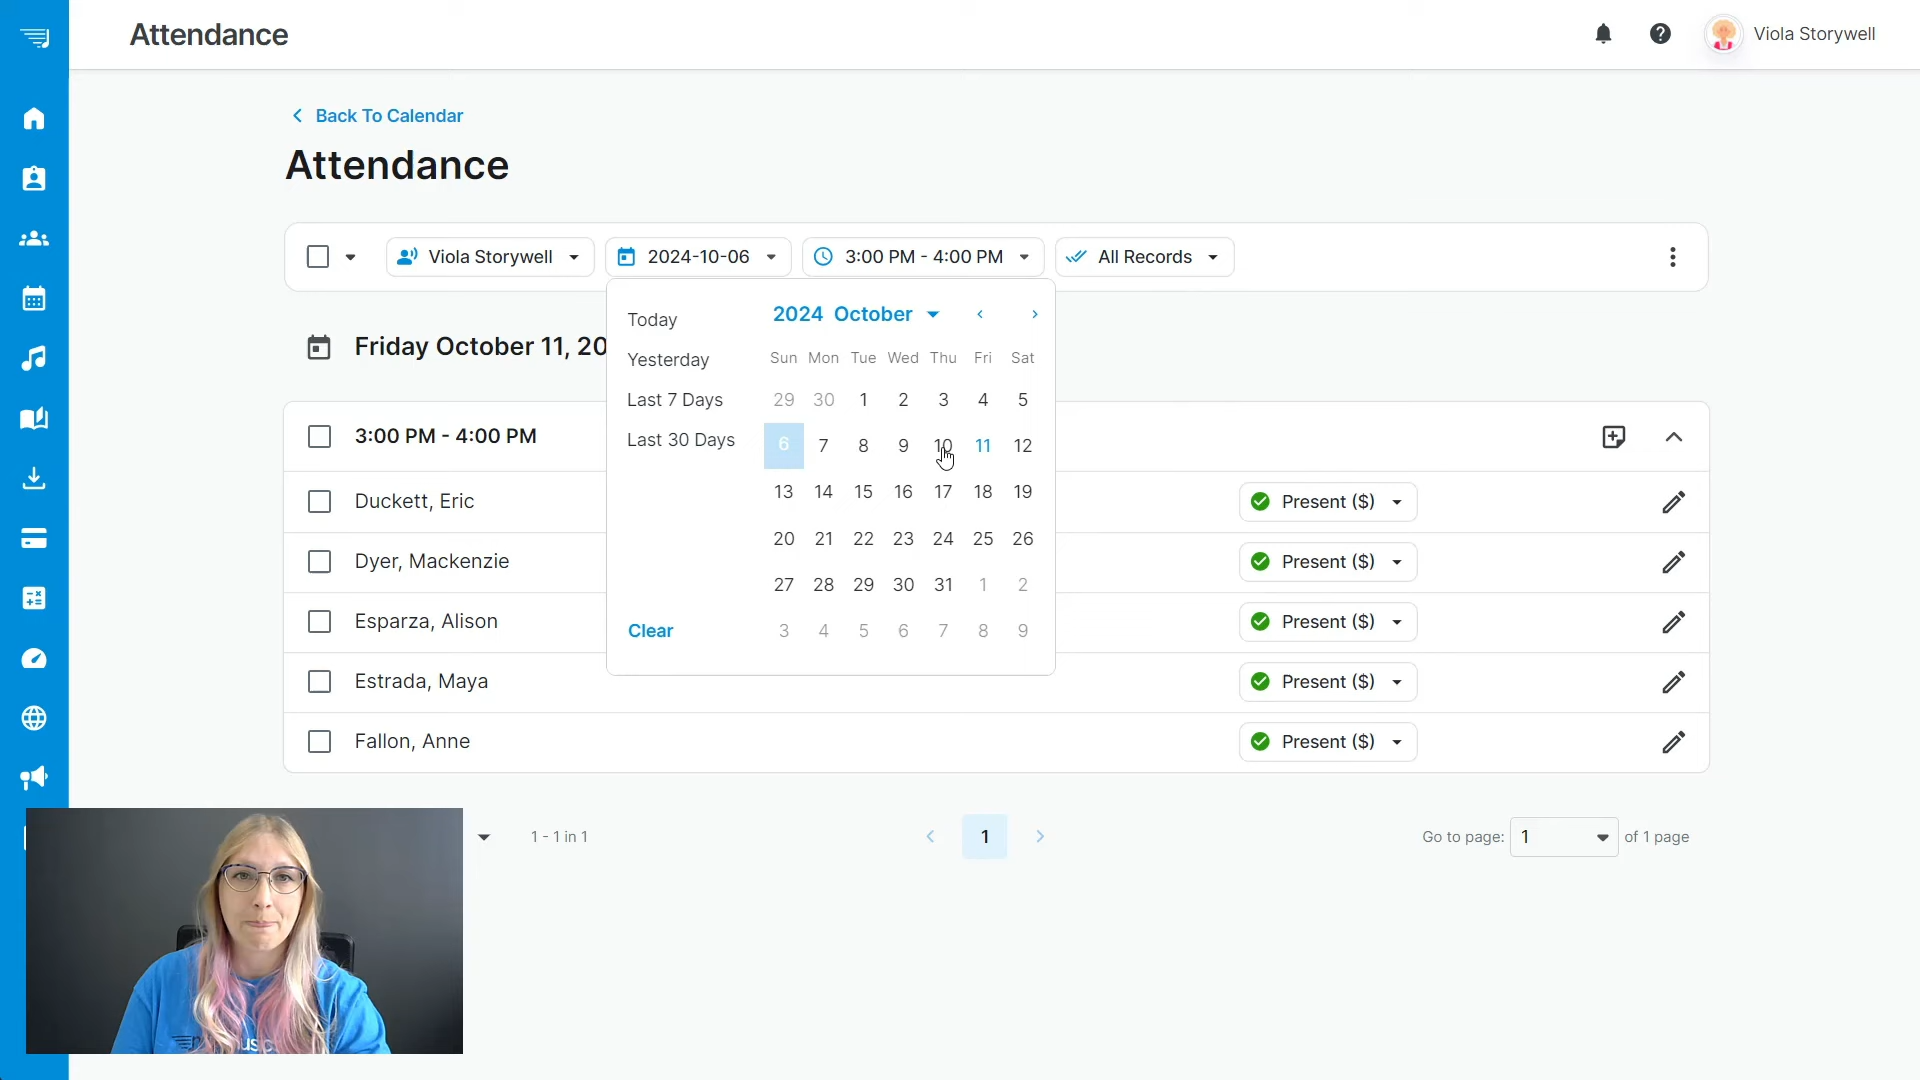 Attendance
Viola Storywell
Back To Calendar
Attendance
Viola Storywell
2024-10-06
3:00 PM - 4:00 PM
All Records
Friday October 11, 20
Today
Yesterday
Last 7 Days
Last 30 Days
Clear
2024 October
Sun Mon Tue Wed Thu Fri Sat
29 30 1 2 3 4 5
6 7 8 9 10 11 12
13 14 15 16 17 18 19
20 21 22 23 24 25 26
27 28 29 30 31 1 2
3 4 5 6 7 8 9
3:00 PM - 4:00 PM
Duckett, Eric
Present ($)
Dyer, Mackenzie
Present ($)
Esparza, Alison
Present ($)
Estrada, Maya
Present ($)
Fallon, Anne
Present ($)
1 - 1 in 1
1
Go to page: 1 of 1 page